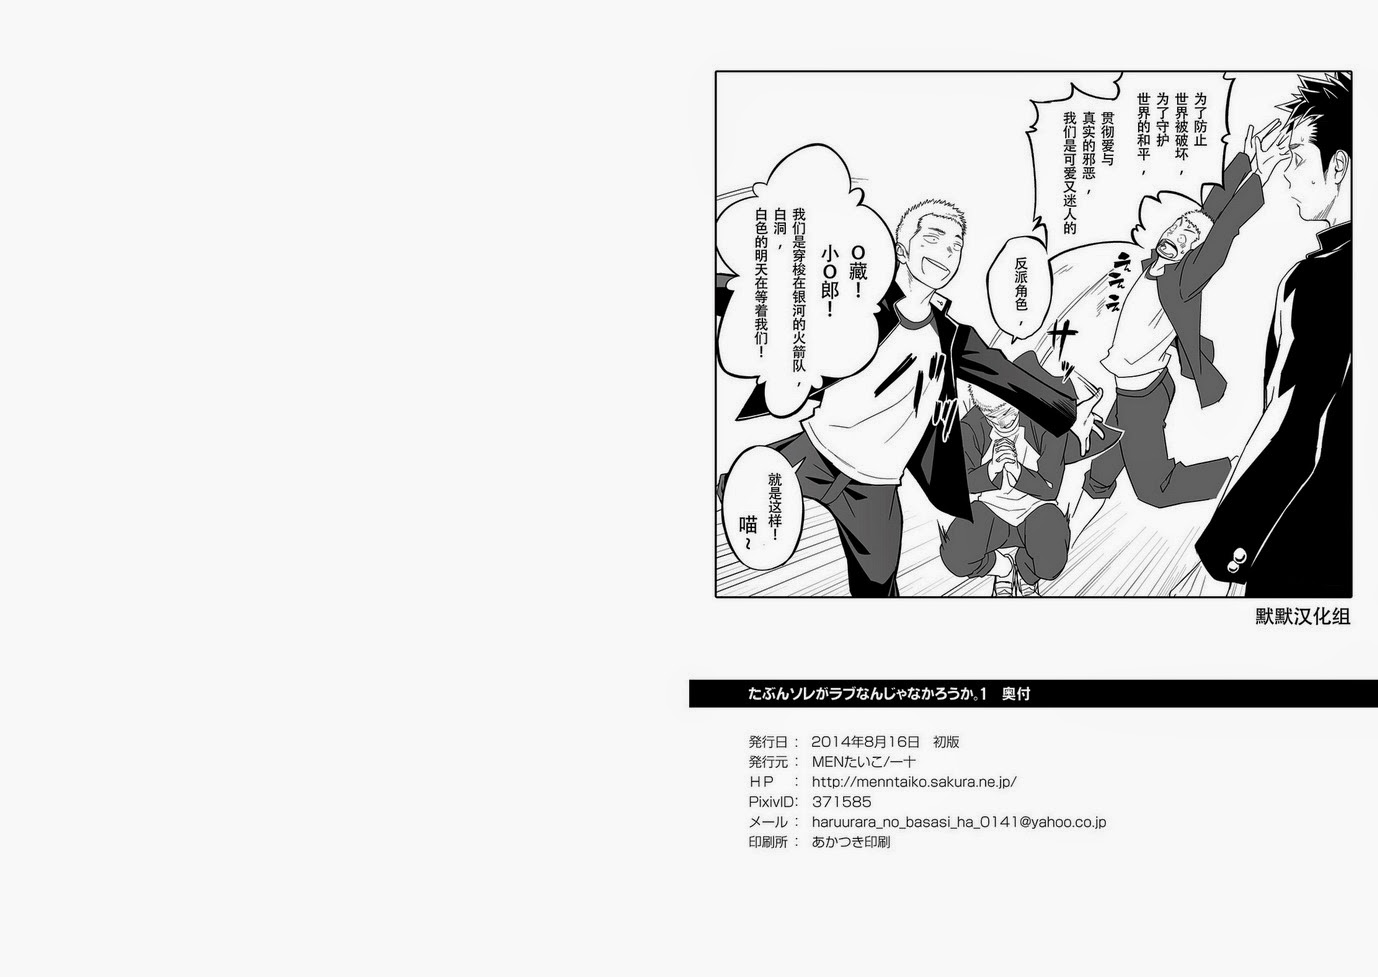 为了防止
世界被破坏，
为了守护
世界的和平，
贯彻爱与
真实的邪恶，
我们是可爱又迷人的
反派角色，
O藏！
小O郎！
我们是穿梭在银河的火箭队，
白洞，
白色的明天在等着我们！
就是这样！
喵~
默默汉化组
たぶんソレがラブなんじゃなかろうか。1 奥付
発行日 ： 2014年8月16日 初版
発行元 ： MENたいこ/一十
HP ： http://menntaiko.sakura.ne.jp/
PixivID： 371585
メール ： haruurara_no_basasi_ha_0141@yahoo.co.jp
印刷所 ： あかつき印刷